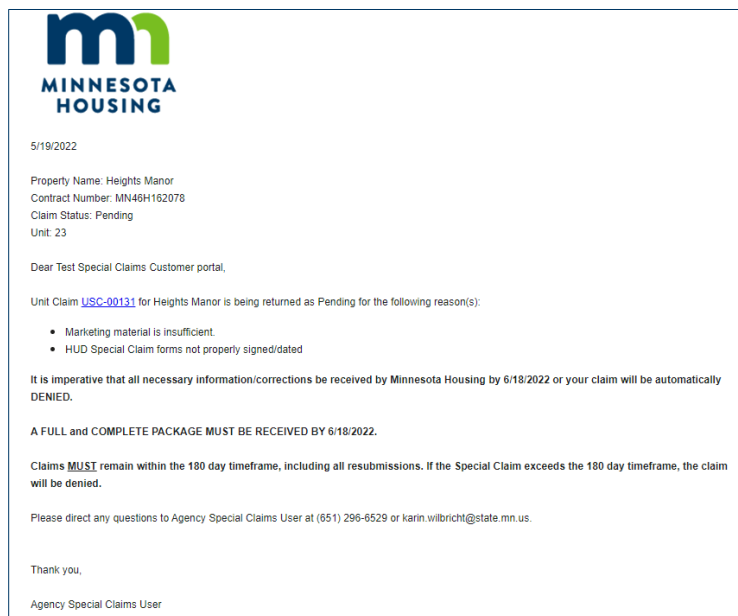 mn
MINNESOTA
HOUSING
5/19/2022
Property Name: Heights Manor
Contract Number: MN46H162078
Claim Status: Pending
Unit: 23
Dear Test Special Claims Customer portal,
Unit Claim USC-00131 for Heights Manor is being returned as Pending for the following reason(s):
• Marketing material is insufficient.
• HUD Special Claim forms not properly signed/dated
It is imperative that all necessary information/corrections be received by Minnesota Housing by 6/18/2022 or your claim will be automatically
DENIED.
A FULL and COMPLETE PACKAGE MUST BE RECEIVED BY 6/18/2022.
Claims MUST remain within the 180 day timeframe, including all resubmissions. If the Special Claim exceeds the 180 day timeframe, the claim
will be denied.
Please direct any questions to Agency Special Claims User at (651) 296-6529 or karin.wilbricht@state.mn.us.
Thank you,
Agency Special Claims User